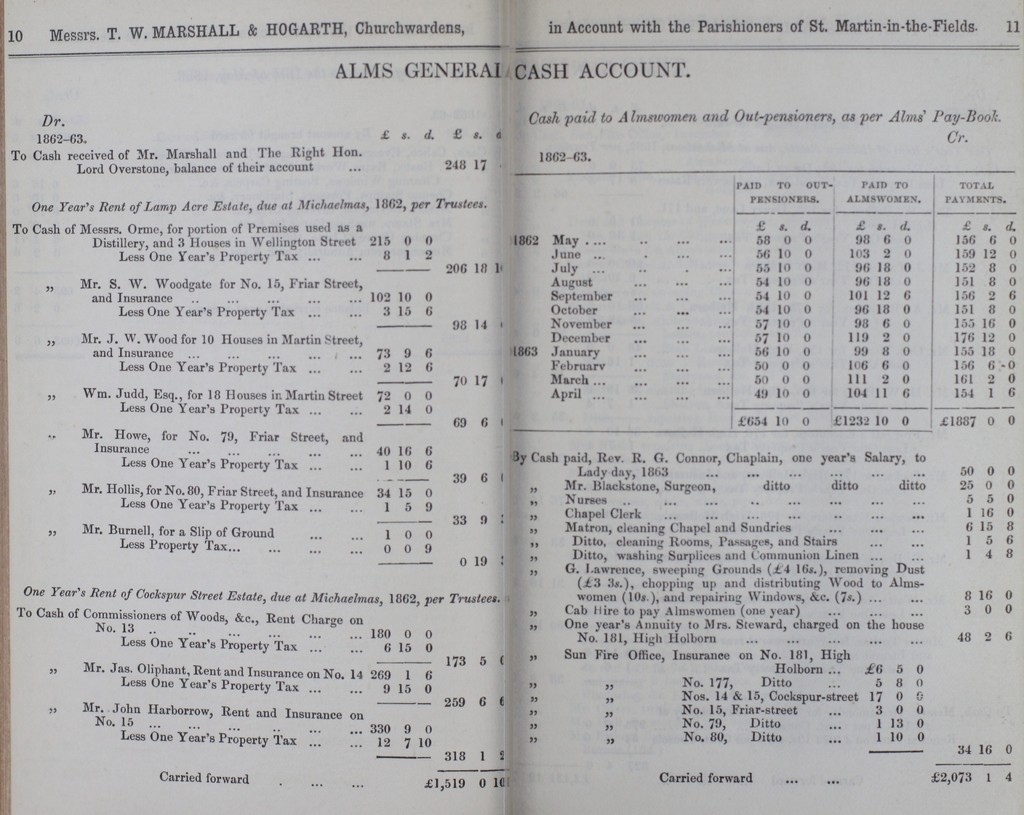 10 Messrs. T. W. MARSHALL & HOGARTH, Churchwardens,
ALMS GENERAL
Dr.
1862-63. £ s. d. £ s.
To Cash received of Mr. Marshall and The Right Hon.
Lord Overstone, balance of their account ... 248 17
One Year's Rent of Lamp Acre Estate, due at Michaelmas, 1862, per Trustees.
To Cash of Messrs. Orme, for portion of Premises used as a
Distillery, and 3 Houses in Wellington Street 215 0 0
Less One Year's Property Tax ... ... 8 1 2
206 18
„ Mr. S. W. Woodgate for No. 15, Friar Street,
and Insurance ... ... ... ... 102 10 0
Less One Year's Property Tax ... ... 3 15 6
98 14
„ Mr. J. W. Wood for 10 Houses in Martin Street,
and Insurance ... ... ... ... 73 9 6
Less One Year's Property Tax ... ... 2 12 6
70 17
„ Wm. Judd, Esq., for 18 Houses in Martin Street 72 0 0
Less One Year's Property Tax ... ... 2 14 0
69 6
„ Mr. Howe, for No. 79, Friar Street, and
Insurance ... ... ... ... 40 16 6
Less One Year's Property Tax ... ... 1 10 6
39 6
„ Mr. Hollis, for No. 80, Friar Street, and Insurance 34 15 0
Less One Year's Property Tax ... ... 1 5 9
33 9
„ Mr. Burnell, for a Slip of Ground ... ... 1 0 0
Less Property Tax... ... ... ... 0 0 9
0 19
One Year's Rent of Cockspur Street Estate, due at Michaelmas, 1862, per Trustees.
To Cash of Commissioners of Woods, &c., Rent Charge on
No. 13 ... ... ... ... ... 180 0 0
Less One Year's Property Tax ... ... 6 15 0
173 5
„ Mr. Jas. Oliphant, Rent and Insurance on No. 14 269 1 6
Less One Year's Property Tax ... ... 9 15 0
259 6
„ Mr. John Harborrow, Rent and Insurance on
No. 15 ... ... ... ... ... 330 9 0
Less One Year's Property Tax ... ... 12 7 10
318 1
Carried forward ... ... £1,519 0 10
in Account with the Parishioners of St. Martin-in-the-Fields. 11
CASH ACCOUNT.
Cash paid to Almswomen and Out-pensioners, as per Alms' Pay-Book.
Cr.
1862-63.
PAID TO OUT- PAID TO TOTAL
PENSIONERS. ALMSWOMEN. PAYMENTS.
£ s. d. £ s. d. £ s. d.
1862 May ... ... ... ... 58 0 0 98 6 0 156 6 0
June ... ... ... ... 56 10 0 103 2 0 159 12 0
July ... ... ... ... 55 10 0 96 18 0 152 8 0
August ... ... ... 54 10 0 96 18 0 151 8 0
September ... ... ... 54 10 0 101 12 6 156 2 6
October ... ... ... 54 10 0 96 18 0 151 8 0
November ... ... ... 57 10 0 98 6 0 155 16 0
December ... ... ... 57 10 0 119 2 0 176 12 0
1863 January ... ... ... 56 10 0 99 8 0 155 18 0
February ... ... ... 50 0 0 106 6 0 156 6 0
March ... ... ... ... 50 0 0 111 2 0 161 2 0
April ... ... ... ... 49 10 0 104 11 6 154 1 6
£654 10 0 £1232 10 0 £1887 0 0
By Cash paid, Rev. R. G. Connor, Chaplain, one year's Salary, to
Lady day, 1863 ... ... ... ... ... ... 50 0 0
„ Mr. Blackstone, Surgeon, ditto ditto ditto 25 0 0
„ Nurses ... ... ... ... ... ... ... 5 5 0
„ Chapel Clerk ... ... ... ... ... ... 1 16 0
„ Matron, cleaning Chapel and Sundries ... ... ... 6 15 8
„ Ditto, cleaning Rooms, Passages, and Stairs ... ... 1 5 6
„ Ditto, washing Surplices and Communion Linen ... ... 1 4 8
„ G. Lawrence, sweeping Grounds (£4 16s.), removing Dust
(£3 3s.), chopping up and distributing Wood to Alms-
women (10s.), and repairing Windows, &c. (7s.) ... ... 8 16 0
„ Cab Hire to pay Almswomen (one year) ... ... ... 3 0 0
„ One year's Annuity to Mrs. Steward, charged on the house
No. 181, High Holborn ... ... ... ... ... 48 2 6
„ Sun Fire Office, Insurance on No. 181, High
Holborn ... £6 5 0
„ „ No. 177, Ditto ... 5 8 0
„ „ Nos. 14 & 15, Cockspur-street 17 0 0
„ „ No. 15, Friar-street ... 3 0 0
„ „ No. 79, Ditto ... 1 13 0
„ „ No. 80, Ditto ... 1 10 0
34 16 0
Carried forward ... ... £2,073 1 4